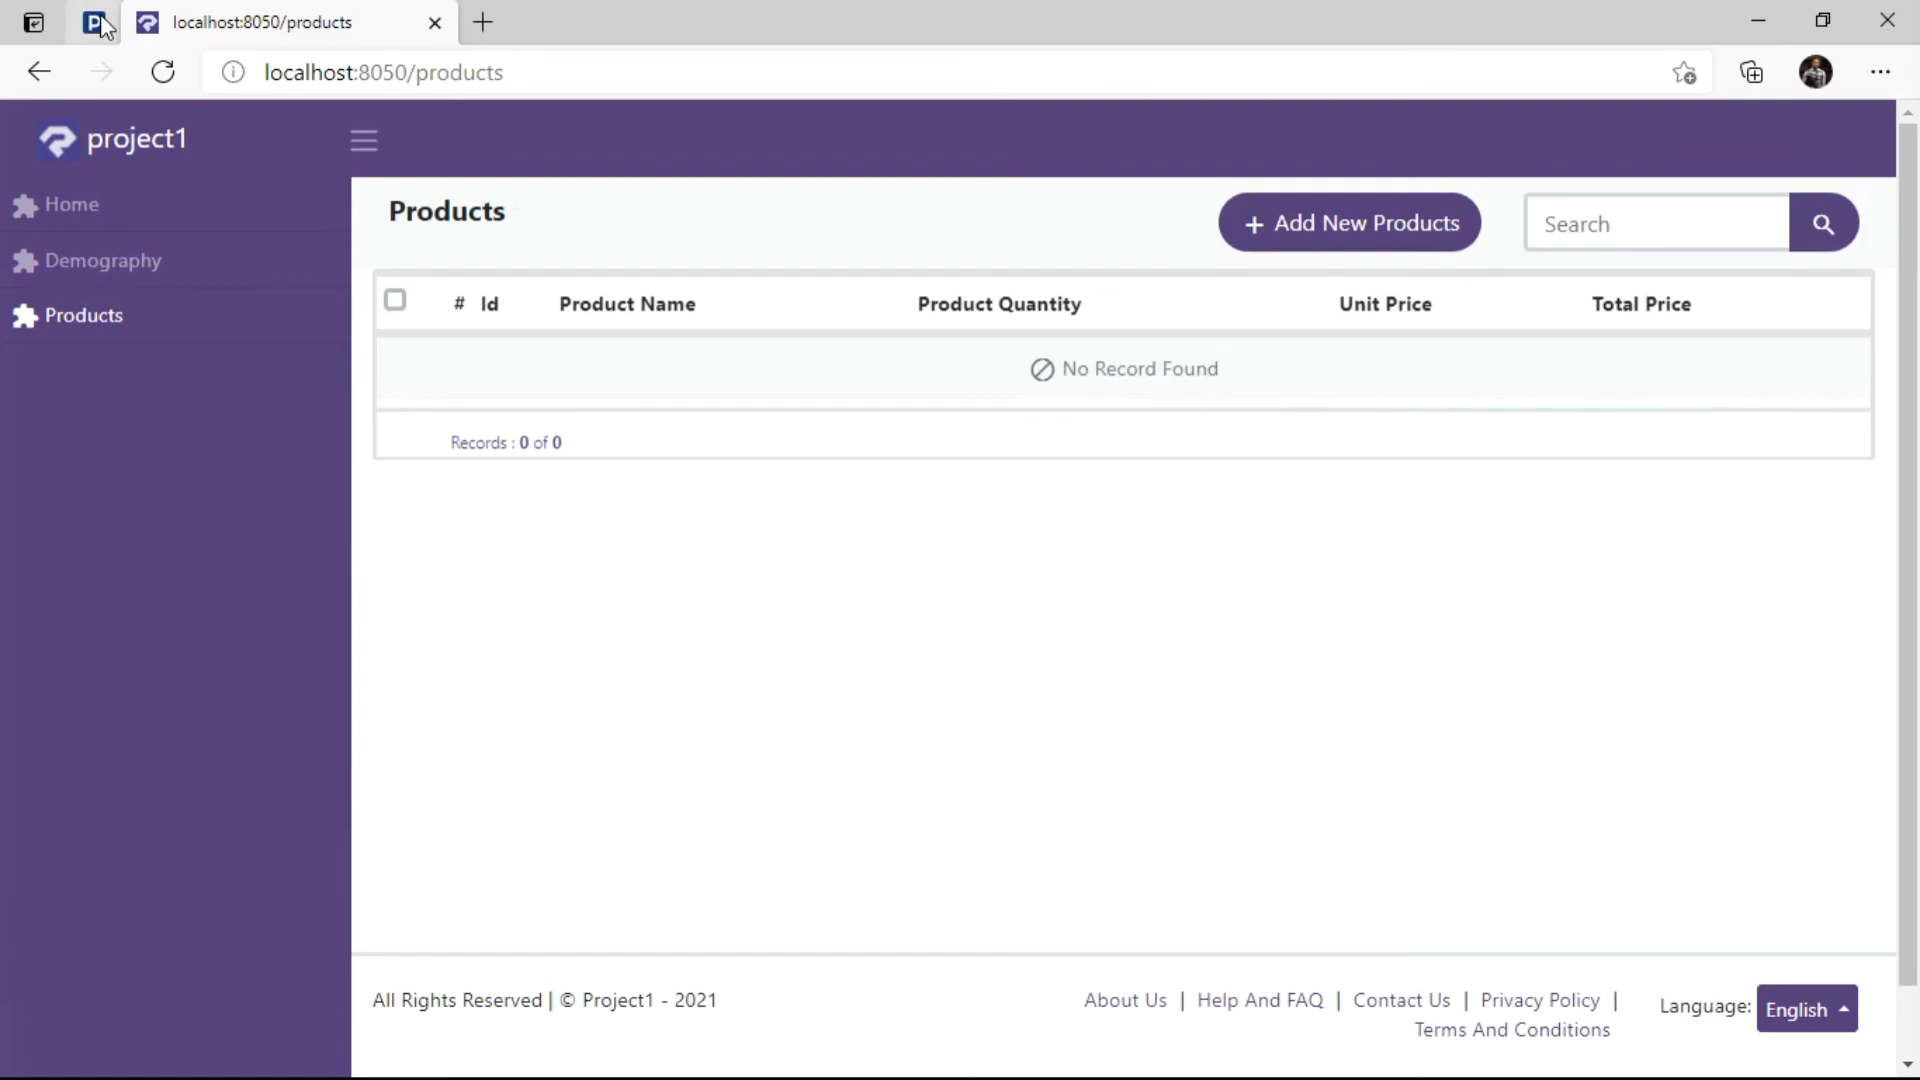 localhost:8050/products
localhost:8050/products
project1
Home
Demography
Products
Products
Add New Products
Search
# Id Product Name Product Quantity Unit Price Total Price
No Record Found
Records : 0 of 0
All Rights Reserved | © Project1 - 2021
About Us | Help And FAQ | Contact Us | Privacy Policy |
Terms And Conditions
Language: English